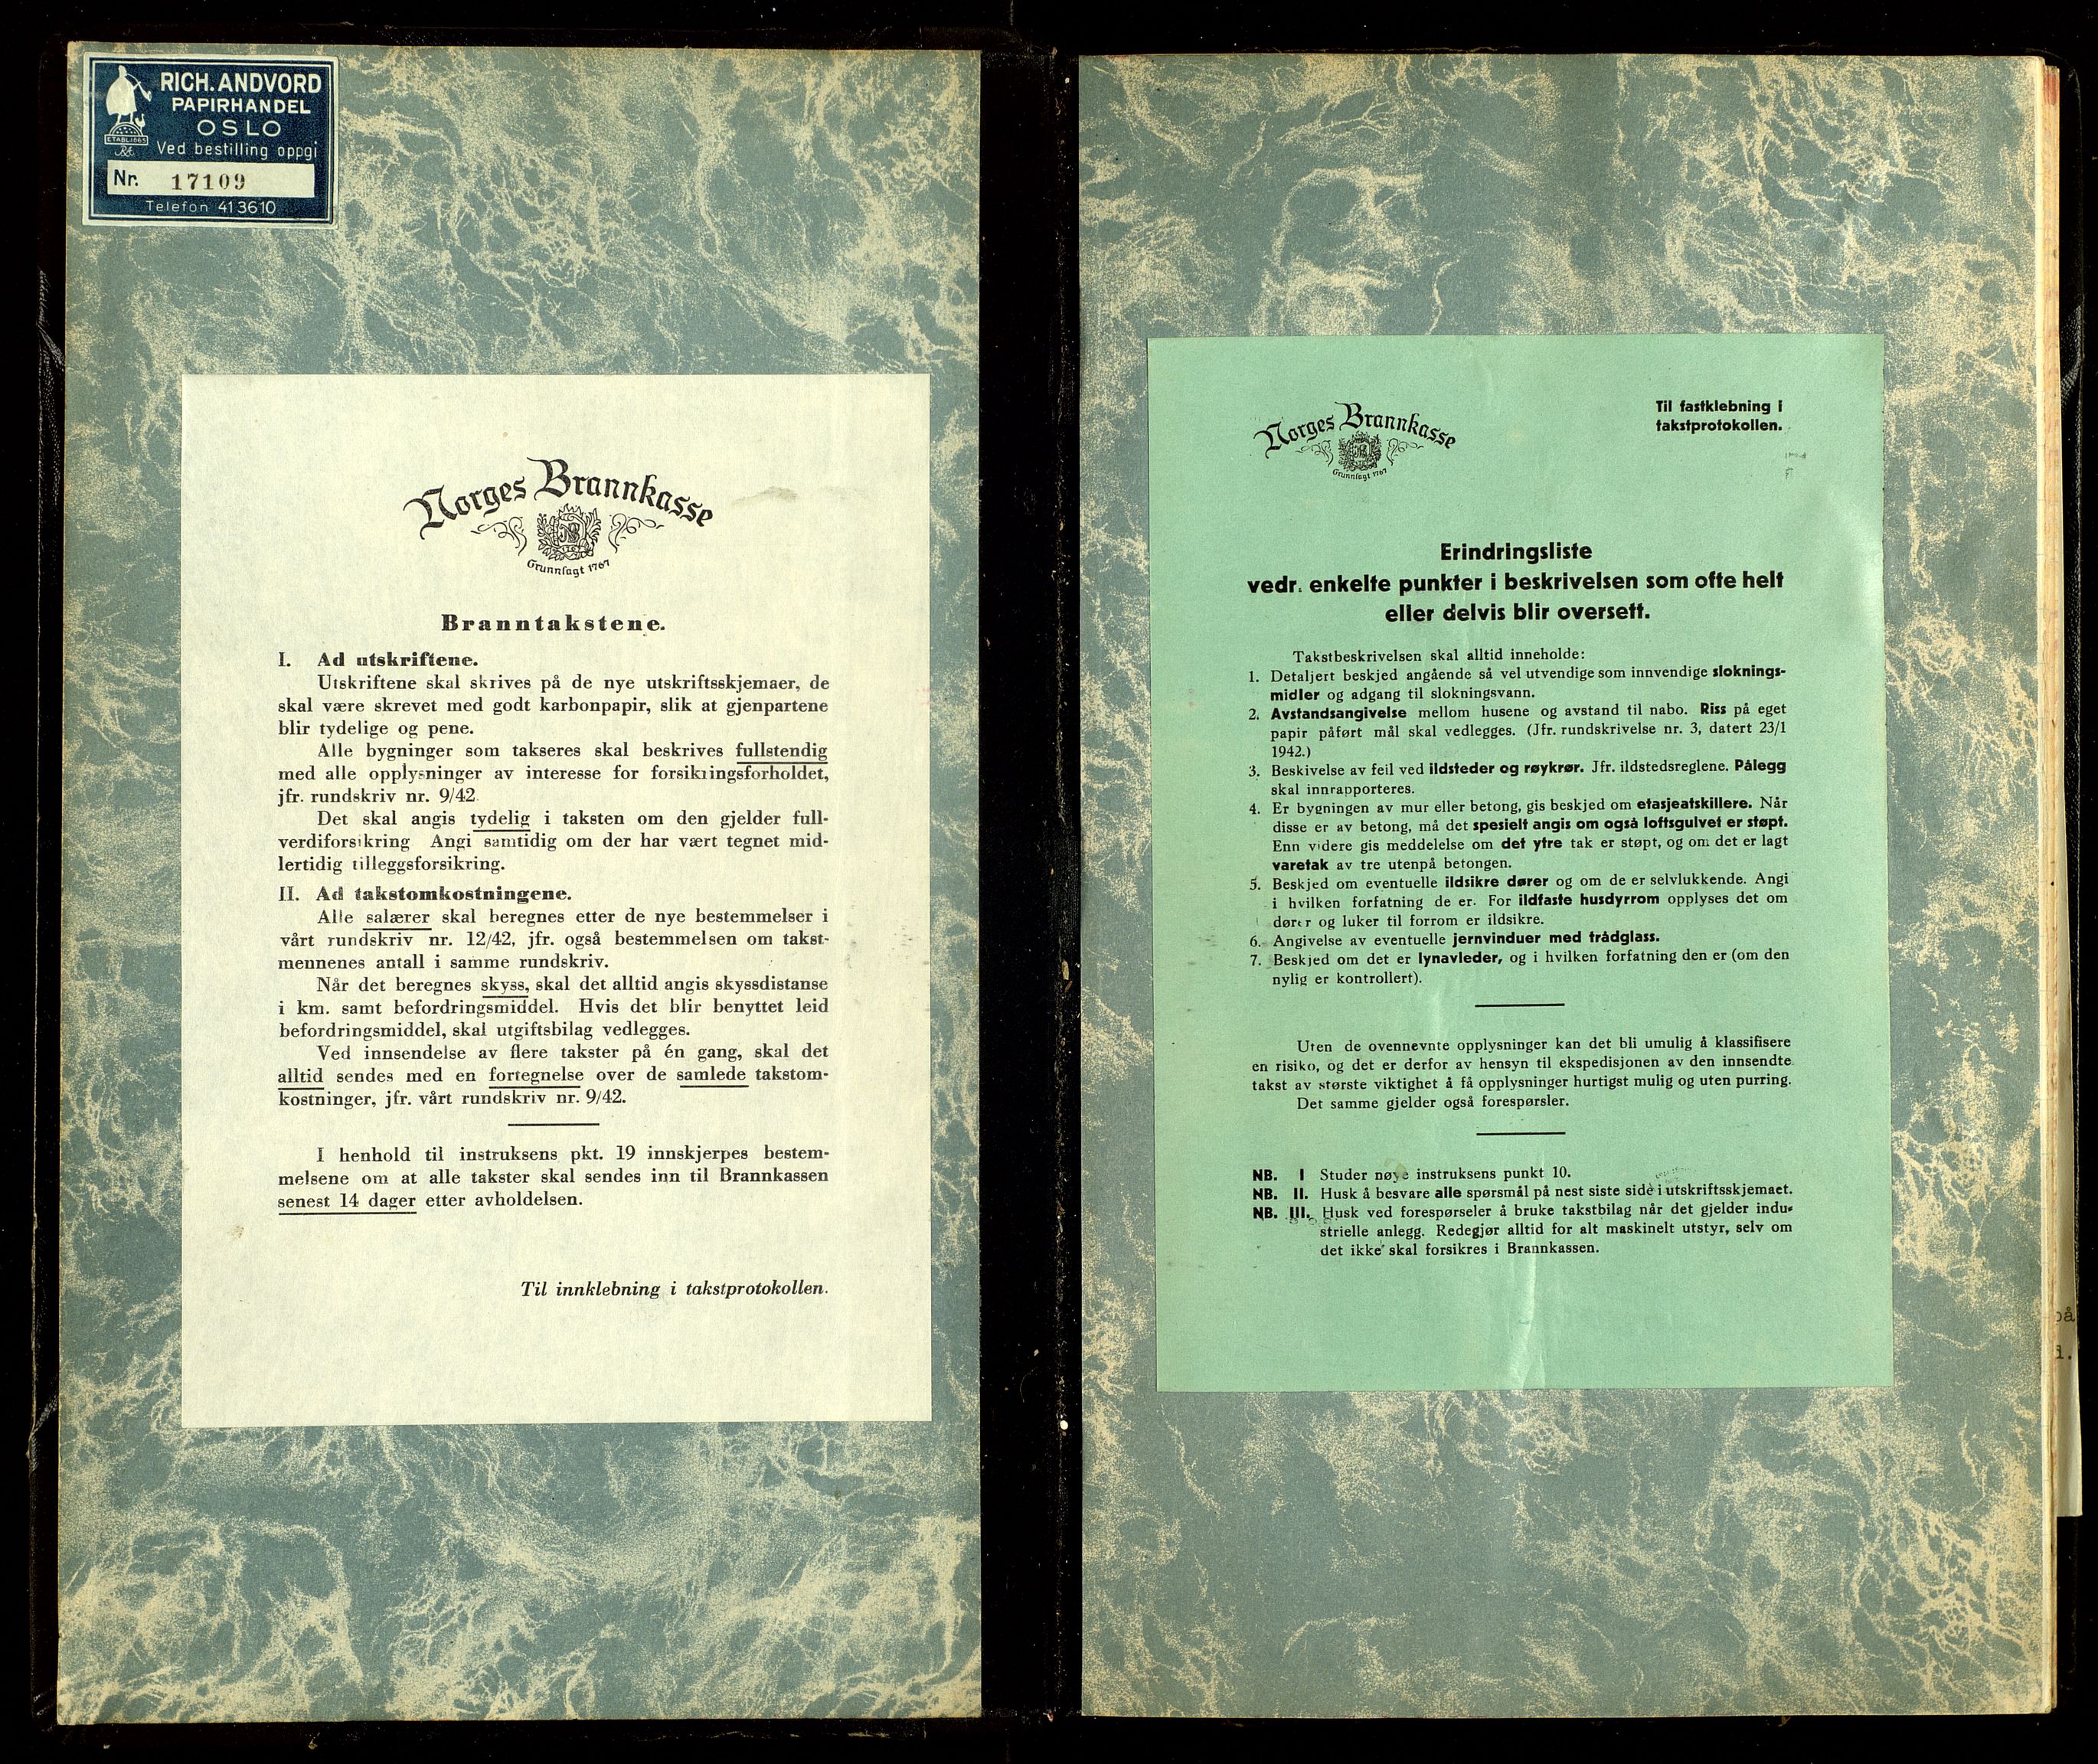 RICH. ANDVORD
PAPIRHANDEL
OSLO
ETABL. 1865
RA
Ved bestilling oppgi
Nr. 17109
Telefon 413610
Norges Brannkasse
Grunnlagt 1767
Branntakstene.
I. Ad utskriftene.
Utskriftene skal skrives på de nye utskriftsskjemaer, de
skal være skrevet med godt karbonpapir, slik at gjenpartene
blir tydelige og pene.
Alle bygninger som takseres skal beskrives fullstendig
med alle opplysninger av interesse for forsikringsforholdet,
jfr. rundskriv nr. 9/42
Det skal angis tydelig i taksten om den gjelder full-
verdiforsikring Angi samtidig om der har vært tegnet mid-
lertidig tilleggsforsikring.
II. Ad takstomkostningene.
Alle salærer skal beregnes etter de nye bestemmelser i
vårt rundskriv nr. 12/42, jfr. også bestemmelsen om takst-
mennenes antall i samme rundskriv.
Når det beregnes skyss, skal det alltid angis skyssdistanse
i km. samt befordringsmiddel. Hvis det blir benyttet leid
befordringsmiddel, skal utgiftsbilag vedlegges.
Ved innsendelse av flere takster på én gang, skal det
alltid sendes med en fortegnelse over de samlede takstom-
kostninger, jfr. vårt rundskriv nr. 9/42.
I henhold til instruksens pkt. 19 innskjerpes bestem-
melsene om at alle takster skal sendes inn til Brannkassen
senest 14 dager etter avholdelsen.
Til innklebning i takstprotokollen.
Norges Brannkasse
Grunnlagt 1767
Til fastklebning i
takstprotokollen.
Erindringsliste
vedr. enkelte punkter i beskrivelsen som ofte helt
eller delvis blir oversett.
Takstbeskrivelsen skal alltid inneholde:
1. Detaljert beskjed angående så vel utvendige som innvendige sloknings-
midler og adgang til slokningsvann.
2. Avstandsangivelse mellom husene og avstand til nabo. Riss på eget
papir påført mål skal vedlegges. (Jfr. rundskrivelse nr. 3, datert 23/1
1942.)
3. Beskivelse av feil ved ildsteder og røykrør. Jfr. ildstedsreglene. Pålegg
skal innrapporteres.
4. Er bygningen av mur eller betong, gis beskjed om etasjeatskillere. Når
disse er av betong, må det spesielt angis om også loftsgulvet er støpt.
Enn videre gis meddelelse om det ytre tak er støpt, og om det er lagt
varetak av tre utenpå betongen.
5. Beskjed om eventuelle ildsikre dører og om de er selvlukkende. Angi
i hvilken forfatning de er. For ildfaste husdyrrom opplyses det om
dører og luker til forrom er ildsikre.
6. Angivelse av eventuelle jernvinduer med trådglass.
7. Beskjed om det er lynavleder, og i hvilken forfatning den er (om den
nylig er kontrollert).
Uten de ovennevnte opplysninger kan det bli umulig å klassifisere
en risiko, og det er derfor av hensyn til ekspedisjonen av den innsendte
takst av største viktighet å få opplysninger hurtigst mulig og uten purring.
Det samme gjelder også forespørsler.
NB. I Studer nøye instruksens punkt 10.
NB. II. Husk å besvare alle spørsmål på nest siste side i utskriftsskjemaet.
NB. III. Husk ved forespørseler å bruke takstbilag når det gjelder indu-
strielle anlegg. Redegjør alltid for alt maskinelt utstyr, selv om
det ikke skal forsikres i Brannkassen.
på